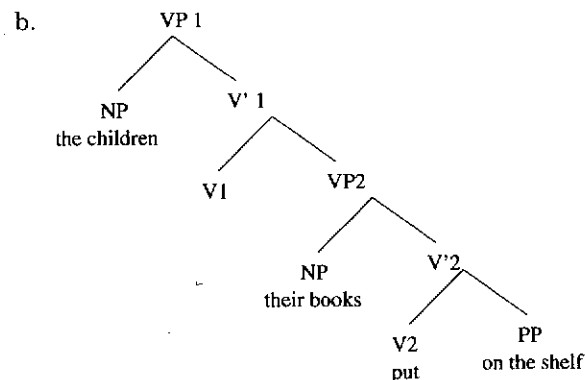 b.
VP 1
NP
the children
V' 1
V1
VP2
NP
their books
V'2
V2
put
PP
on the shelf